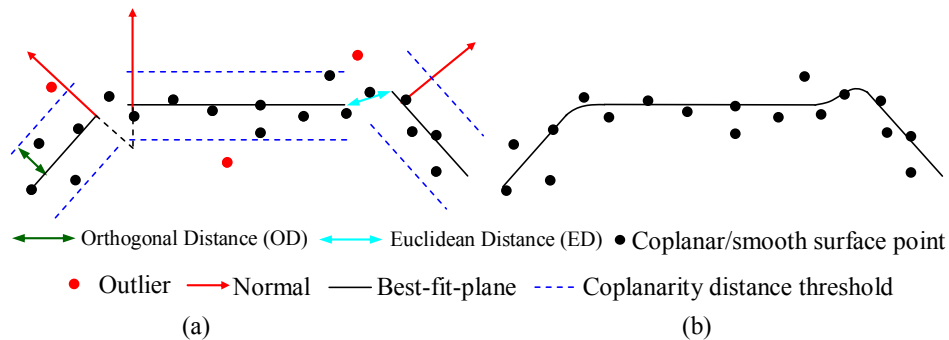 Orthogonal Distance (OD) Euclidean Distance (ED) Coplanar/smooth surface point
Outlier Normal Best-fit-plane Coplanarity distance threshold
(a) (b)